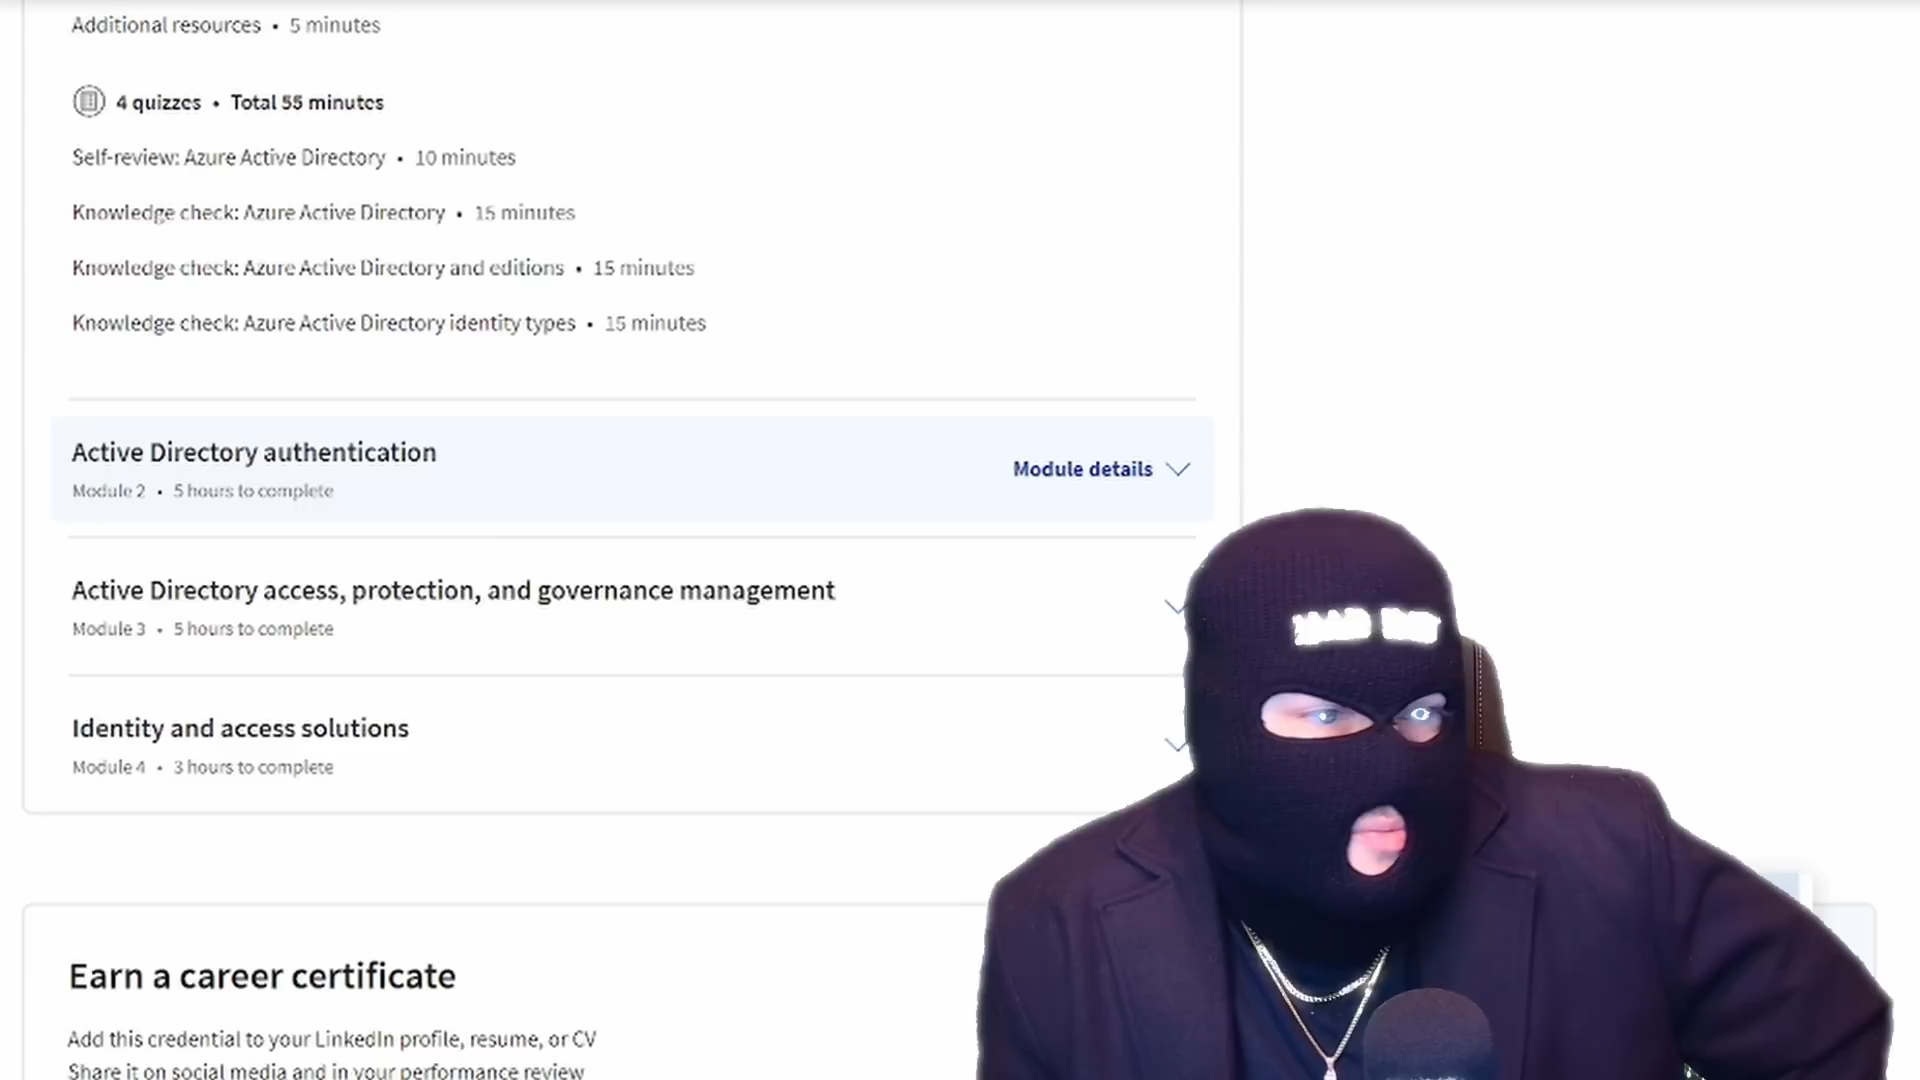 Additional resources • 5 minutes
4 quizzes • Total 55 minutes
Self-review: Azure Active Directory • 10 minutes
Knowledge check: Azure Active Directory • 15 minutes
Knowledge check: Azure Active Directory and editions • 15 minutes
Knowledge check: Azure Active Directory identity types • 15 minutes
Active Directory authentication
Module details
Module 2 • 5 hours to complete
Active Directory access, protection, and governance management
Module 3 • 5 hours to complete
Identity and access solutions
Module 4 • 3 hours to complete
Earn a career certificate
Add this credential to your LinkedIn profile, resume, or CV
Share it on social media and in your performance review